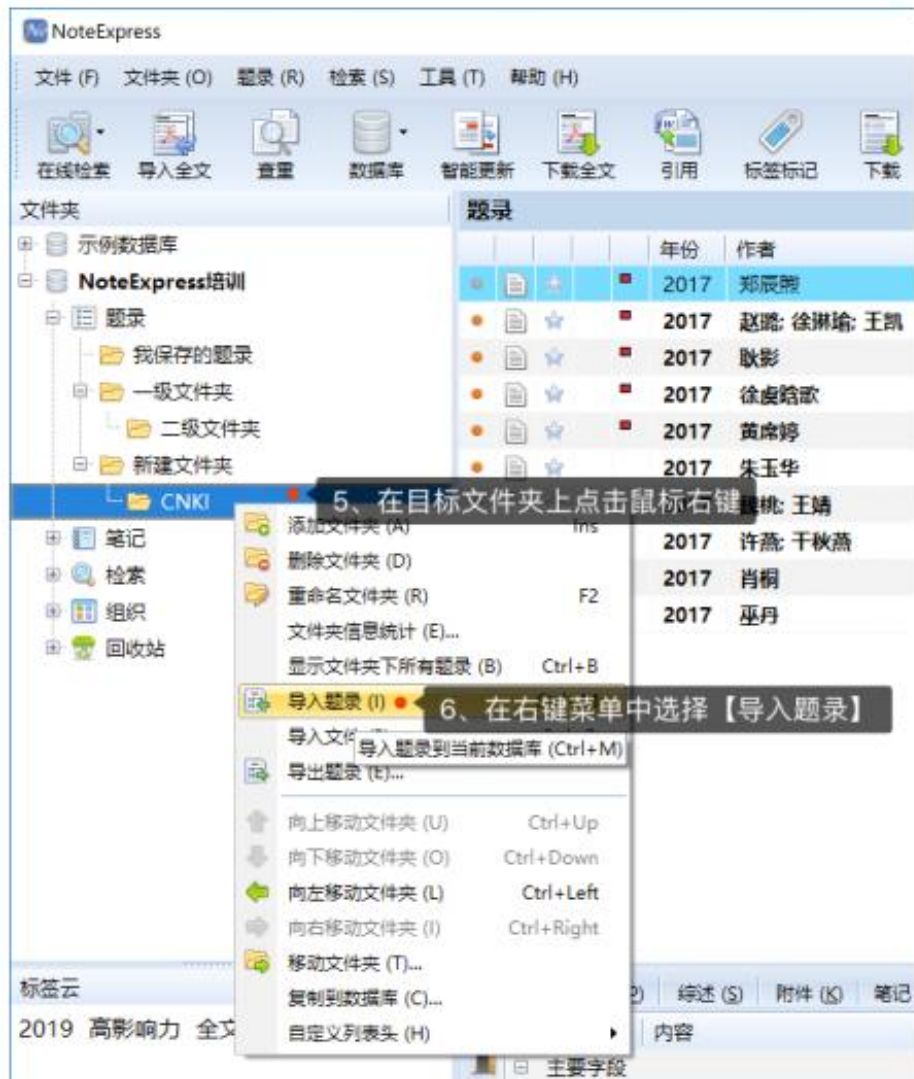 NoteExpress
文件 (F) 文件夹 (O) 题录 (R) 检索 (S) 工具 (T) 帮助 (H)
在线检索 导入全文 查重 数据库 智能更新 下载全文 引用 标签标记 下载
文件夹
题录
年份 作者
示例数据库
NoteExpress培训
题录
我保存的题录
一级文件夹
二级文件夹
新建文件夹
CNKI
笔记
检索
组织
回收站
2017 郑辰煦
2017 赵璐; 徐淋瑜; 王凯
2017 耿影
2017 徐虔晗歌
2017 黄席婷
2017 朱玉华
桃; 王婧
2017 许燕; 干秋燕
2017 肖桐
2017 巫丹
5、在目标文件夹上点击鼠标右键
添加文件夹 (A) Ins
删除文件夹 (D)
重命名文件夹 (R) F2
文件夹信息统计 (E)...
显示文件夹下所有题录 (B) Ctrl+B
导入题录 (I)
6、在右键菜单中选择【导入题录】
导入文件
导入题录到当前数据库 (Ctrl+M)
导出题录 (E)...
向上移动文件夹 (U) Ctrl+Up
向下移动文件夹 (O) Ctrl+Down
向左移动文件夹 (L) Ctrl+Left
向右移动文件夹 (I) Ctrl+Right
移动文件夹 (T)...
复制到数据库 (C)...
自定义列表头 (H)
标签云
2019 高影响力 全文
综述 (S) 附件 (K) 笔记
内容
主要字段